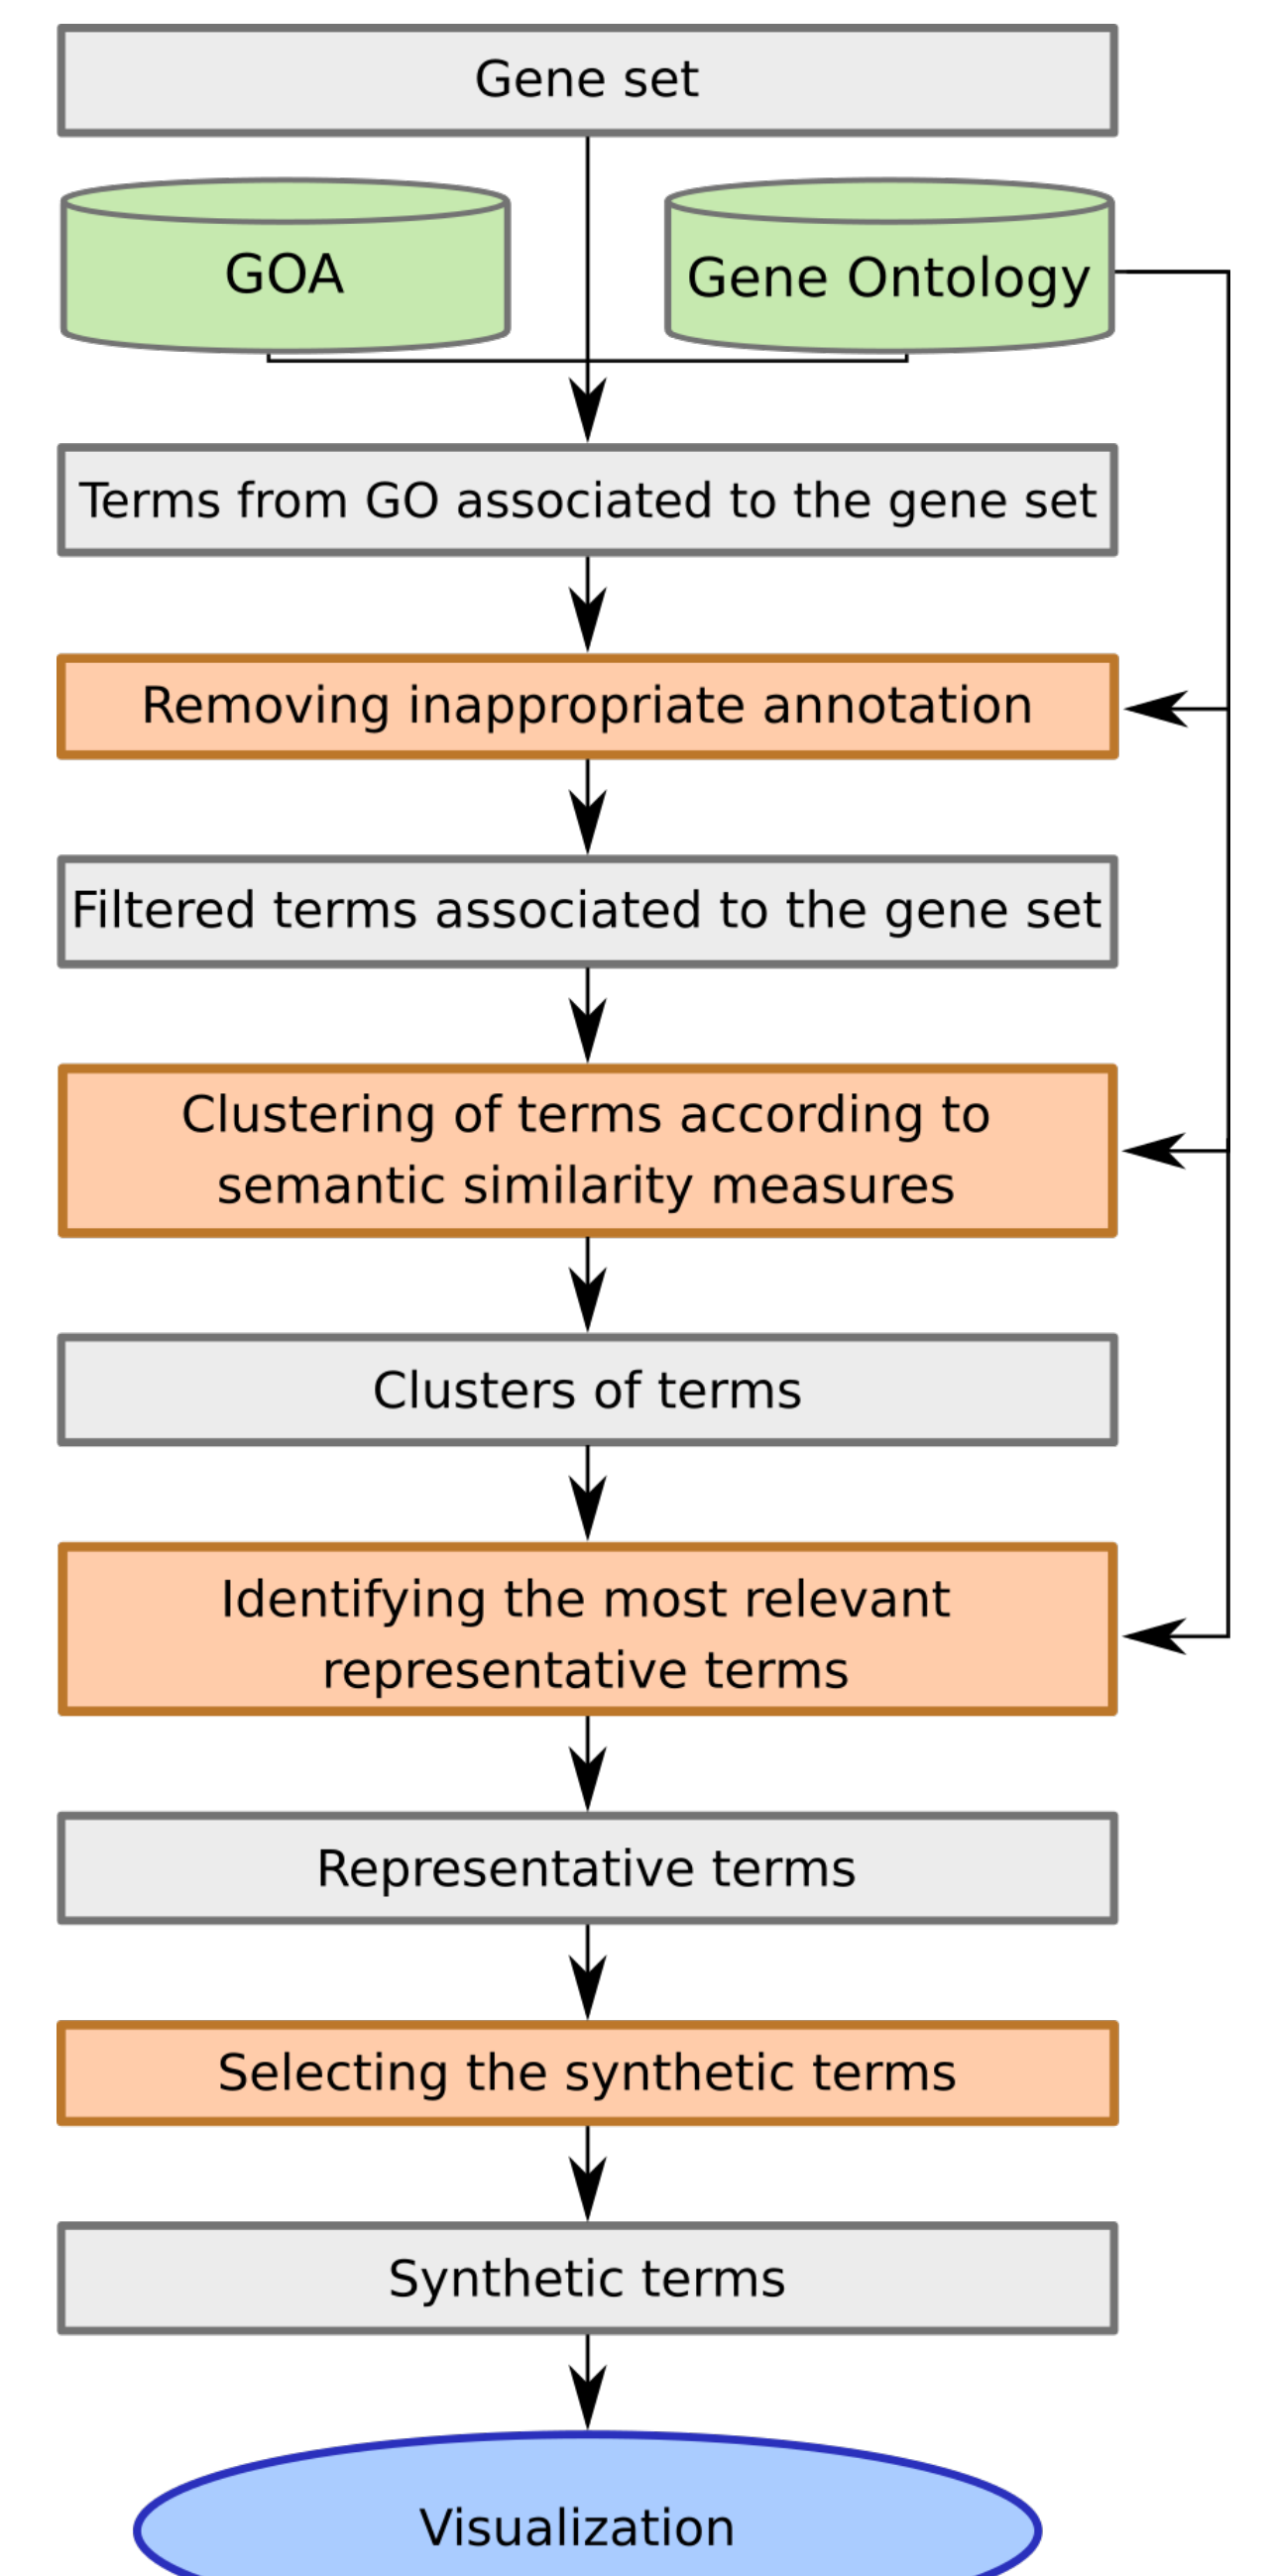 Gene set
GOA
Gene Ontology
Terms from GO associated to the gene set
Removing inappropriate annotation
Filtered terms associated to the gene set
Clustering of terms according to
semantic similarity measures
Clusters of terms
Identifying the most relevant
representative terms
Representative terms
Selecting the synthetic terms
Synthetic terms
Visualization